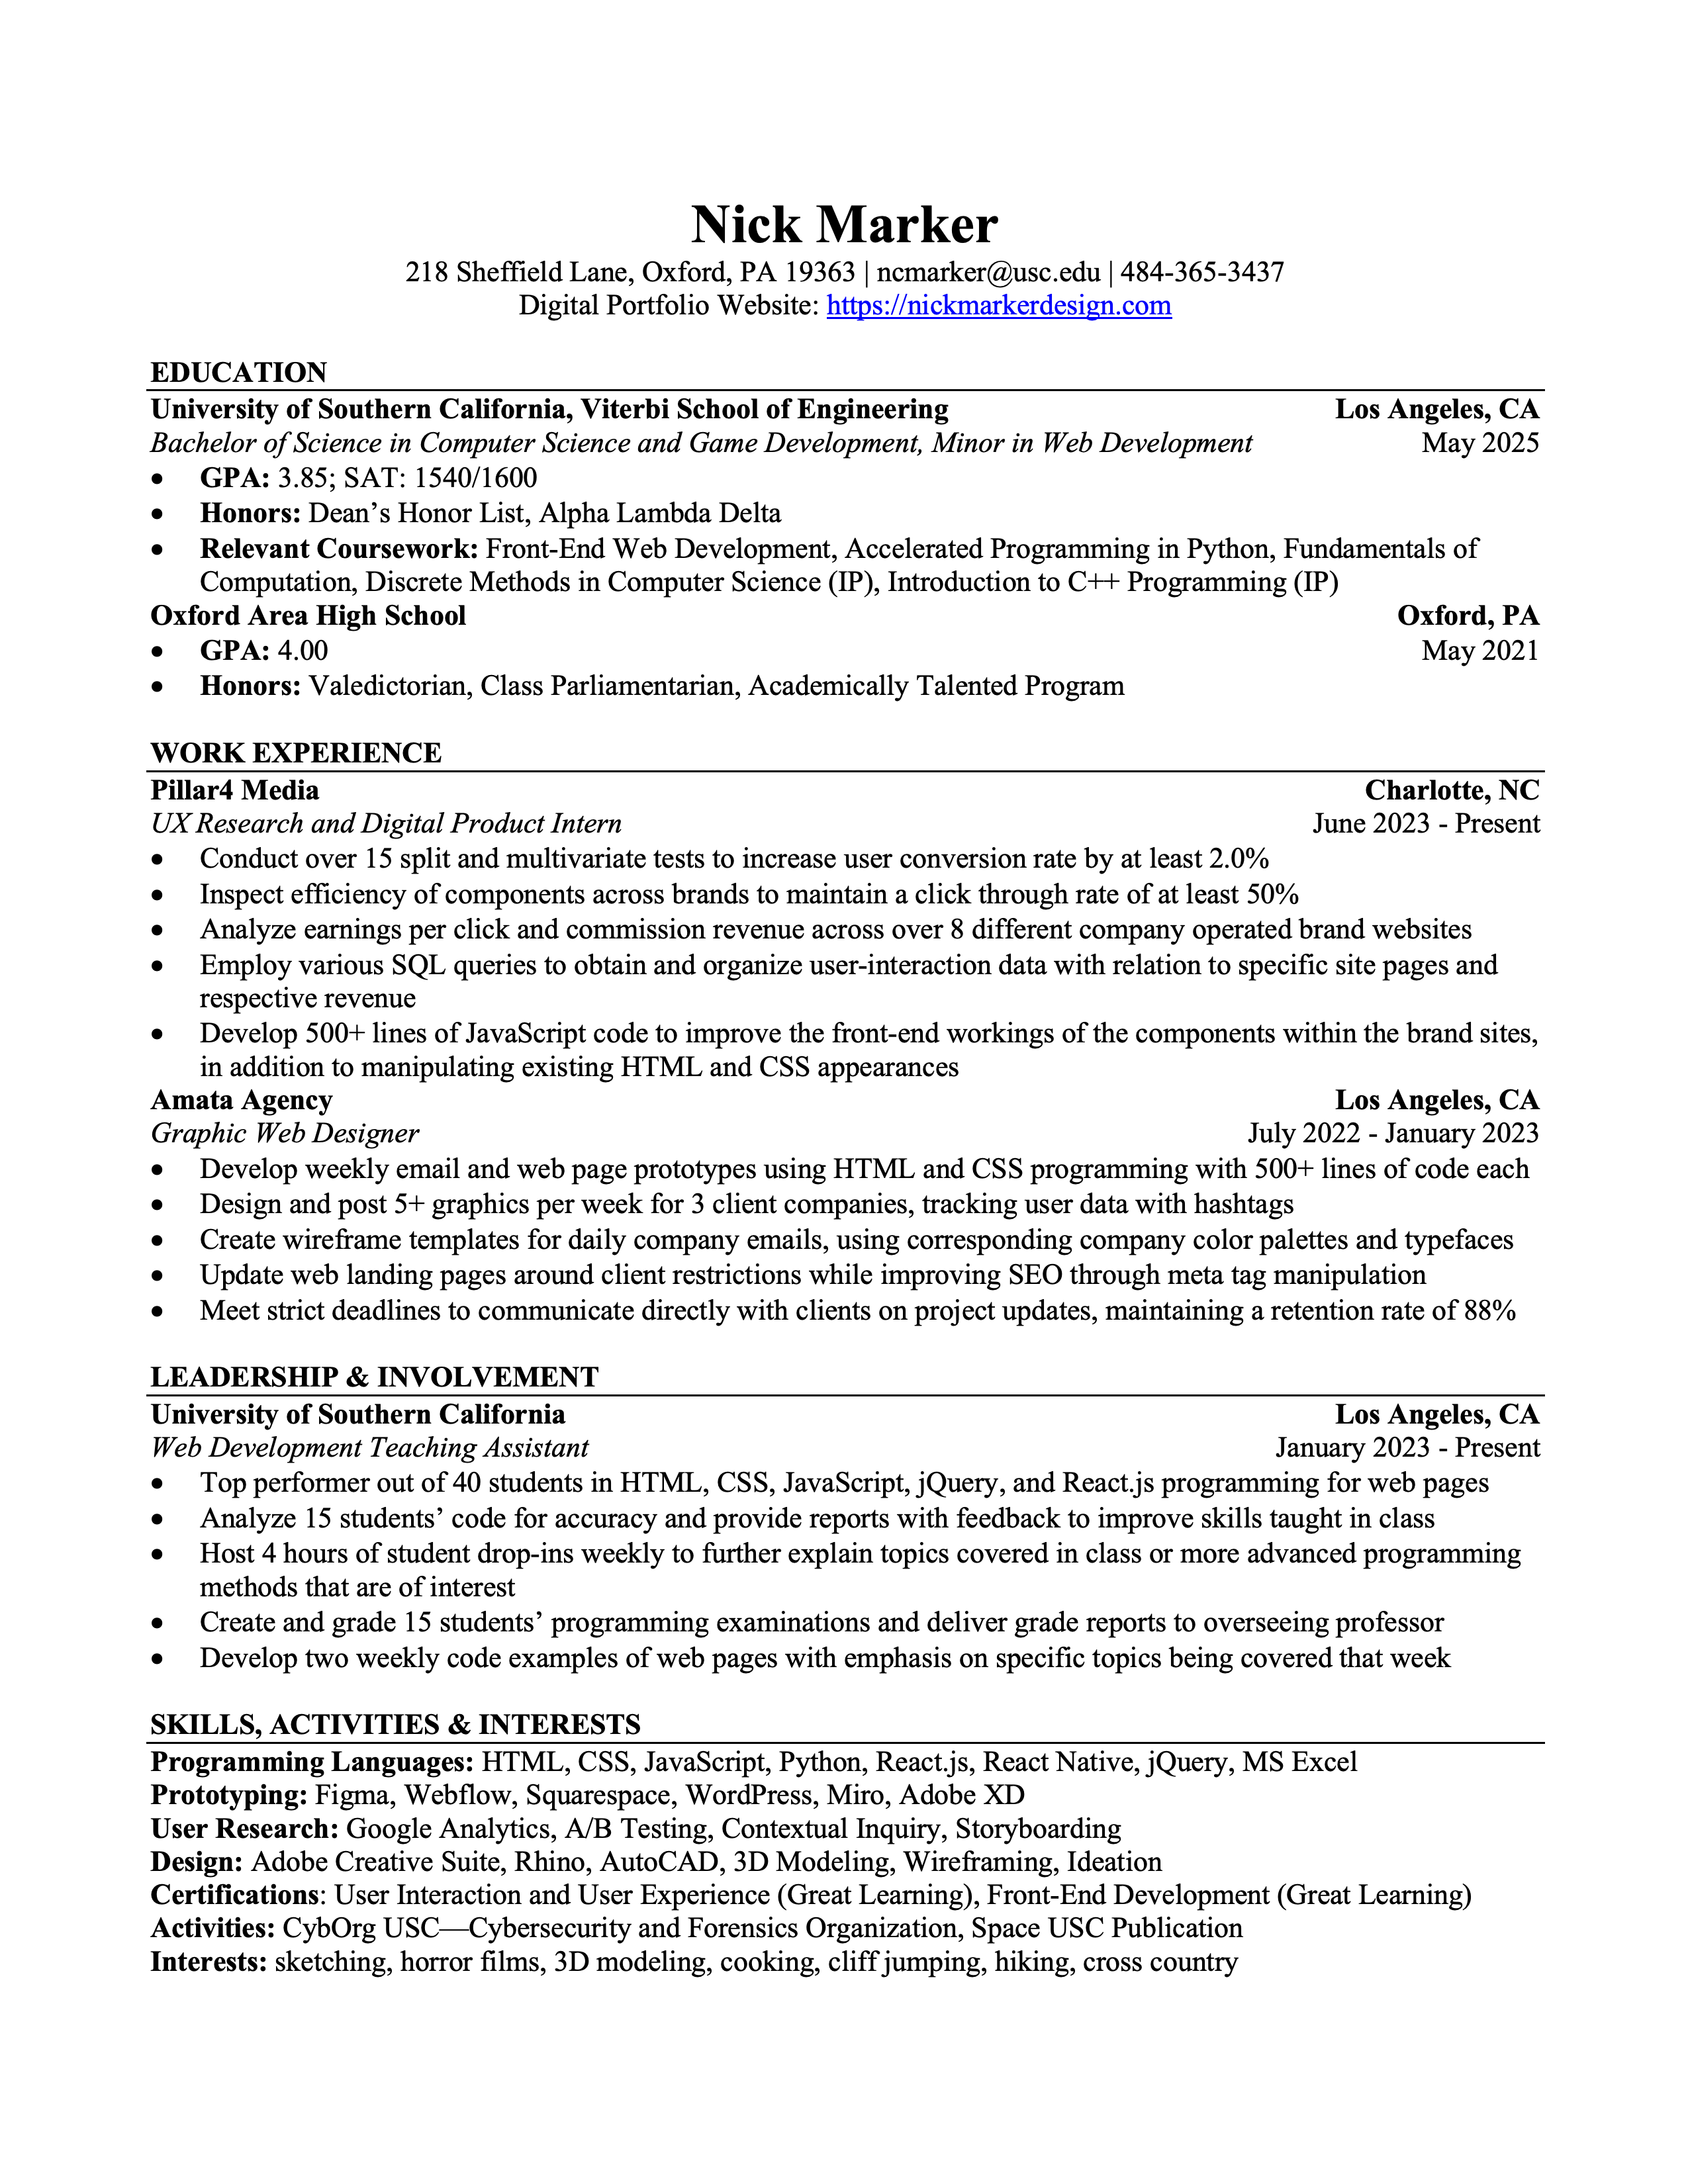 Nick Marker
218 Sheffield Lane, Oxford, PA 19363 | ncmarker@usc.edu | 484-365-3437
Digital Portfolio Website: https://nickmarkerdesign.com
EDUCATION
University of Southern California, Viterbi School of Engineering Los Angeles, CA
Bachelor of Science in Computer Science and Game Development, Minor in Web Development May 2025
• GPA: 3.85; SAT: 1540/1600
• Honors: Dean’s Honor List, Alpha Lambda Delta
• Relevant Coursework: Front-End Web Development, Accelerated Programming in Python, Fundamentals of
Computation, Discrete Methods in Computer Science (IP), Introduction to C++ Programming (IP)
Oxford Area High School Oxford, PA
• GPA: 4.00 May 2021
• Honors: Valedictorian, Class Parliamentarian, Academically Talented Program
WORK EXPERIENCE
Pillar4 Media Charlotte, NC
UX Research and Digital Product Intern June 2023 - Present
• Conduct over 15 split and multivariate tests to increase user conversion rate by at least 2.0%
• Inspect efficiency of components across brands to maintain a click through rate of at least 50%
• Analyze earnings per click and commission revenue across over 8 different company operated brand websites
• Employ various SQL queries to obtain and organize user-interaction data with relation to specific site pages and
respective revenue
• Develop 500+ lines of JavaScript code to improve the front-end workings of the components within the brand sites,
in addition to manipulating existing HTML and CSS appearances
Amata Agency Los Angeles, CA
Graphic Web Designer July 2022 - January 2023
• Develop weekly email and web page prototypes using HTML and CSS programming with 500+ lines of code each
• Design and post 5+ graphics per week for 3 client companies, tracking user data with hashtags
• Create wireframe templates for daily company emails, using corresponding company color palettes and typefaces
• Update web landing pages around client restrictions while improving SEO through meta tag manipulation
• Meet strict deadlines to communicate directly with clients on project updates, maintaining a retention rate of 88%
LEADERSHIP & INVOLVEMENT
University of Southern California Los Angeles, CA
Web Development Teaching Assistant January 2023 - Present
• Top performer out of 40 students in HTML, CSS, JavaScript, jQuery, and React.js programming for web pages
• Analyze 15 students’ code for accuracy and provide reports with feedback to improve skills taught in class
• Host 4 hours of student drop-ins weekly to further explain topics covered in class or more advanced programming
methods that are of interest
• Create and grade 15 students’ programming examinations and deliver grade reports to overseeing professor
• Develop two weekly code examples of web pages with emphasis on specific topics being covered that week
SKILLS, ACTIVITIES & INTERESTS
Programming Languages: HTML, CSS, JavaScript, Python, React.js, React Native, jQuery, MS Excel
Prototyping: Figma, Webflow, Squarespace, WordPress, Miro, Adobe XD
User Research: Google Analytics, A/B Testing, Contextual Inquiry, Storyboarding
Design: Adobe Creative Suite, Rhino, AutoCAD, 3D Modeling, Wireframing, Ideation
Certifications: User Interaction and User Experience (Great Learning), Front-End Development (Great Learning)
Activities: CybOrg USC—Cybersecurity and Forensics Organization, Space USC Publication
Interests: sketching, horror films, 3D modeling, cooking, cliff jumping, hiking, cross country